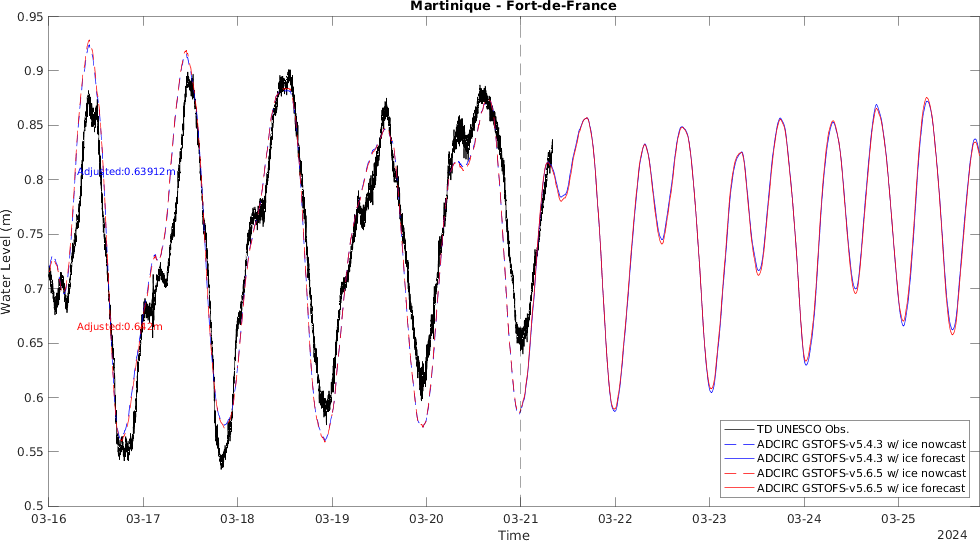 Martinique - Fort-de-France
0.95
0.9
0.85
0.8
0.75
0.7
0.65
0.6
0.55
0.5
Water Level (m)
Adjusted:0.63912m
Adjusted:0.642m
TD UNESCO Obs.
ADCIRC GSTOFS-v5.4.3 w/ ice nowcast
ADCIRC GSTOFS-v5.4.3 w/ ice forecast
ADCIRC GSTOFS-v5.6.5 w/ ice nowcast
ADCIRC GSTOFS-v5.6.5 w/ ice forecast
03-16 03-17 03-18 03-19 03-20 03-21 03-22 03-23 03-24 03-25
Time
2024